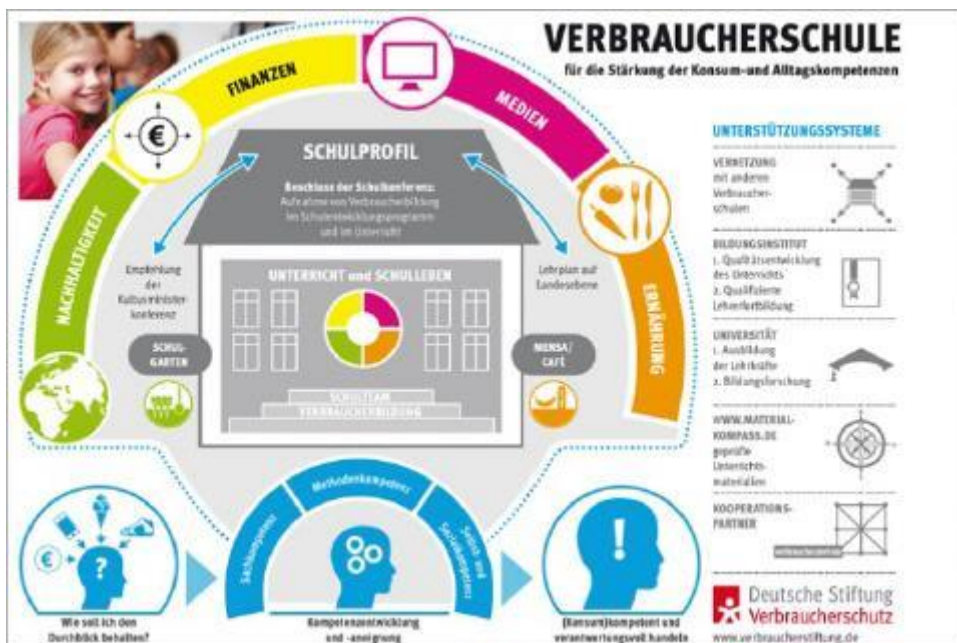 VERBRAUCHERSCHULE
für die Stärkung der Konsum-und Alltagskompetenzen
FINANZEN
MEDIEN
NACHHALTIGKEIT
ERNÄHRUNG
SCHULPROFIL
Beschluss der Schulkonferenz:
Aufnahme von Verbraucherbildung
im Schulentwicklungsprogramm
und im Unterricht
Empfehlung
der
Kultusminister-
konferenz
Lehrplan auf
Landesebene
UNTERRICHT und SCHULLEBEN
SCHUL-
GARTEN
MENSA/
CAFÉ
SCHULTEAM
VERBRAUCHERBILDUNG
Sachkompetenz
Methodenkompetenz
Selbst- und
Sozialkompetenz
€
€
?
!
Wie soll ich den
Durchblick behalten?
Kompetenzentwicklung
und -aneignung
(Konsum)kompetent und
verantwortungsvoll handeln
UNTERSTÜTZUNGSSYSTEME
VERNETZUNG
mit anderen
Verbraucher-
schulen
BILDUNGSINSTITUT
1. Qualitätsentwicklung
des Unterrichts
2. Qualifizierte
Lehrerfortbildung
UNIVERSITÄT
1. Ausbildung
der Lehrkräfte
2. Bildungsforschung
WWW.MATERIAL-
KOMPASS.DE
geprüfte
Unterrichts-
materialien
KOOPERATIONS-
PARTNER
Deutsche Stiftung
Verbraucherschutz
www.verbraucherstiftung.de